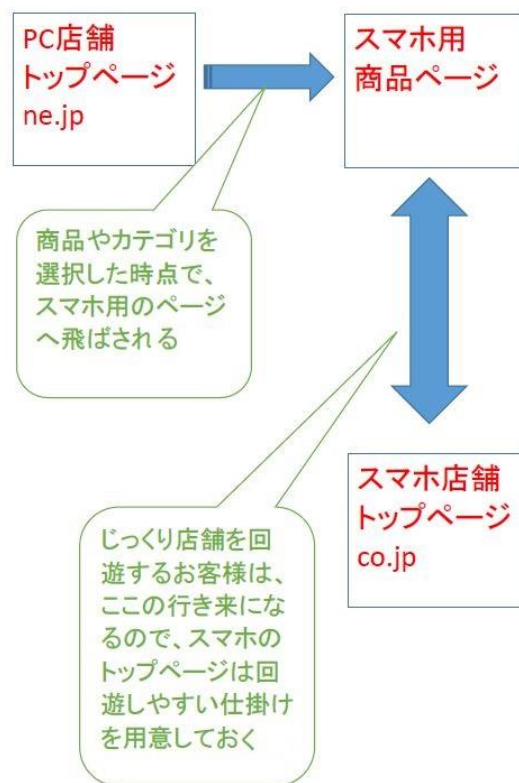 PC店舗
トップページ
ne.jp
スマホ用
商品ページ
商品やカテゴリを
選択した時点で、
スマホ用のページ
へ飛ばされる
スマホ店舗
トップページ
co.jp
じっくり店舗を回
遊するお客様は、
ここの行き来にな
るので、スマホの
トップページは回
遊しやすい仕掛け
を用意しておく